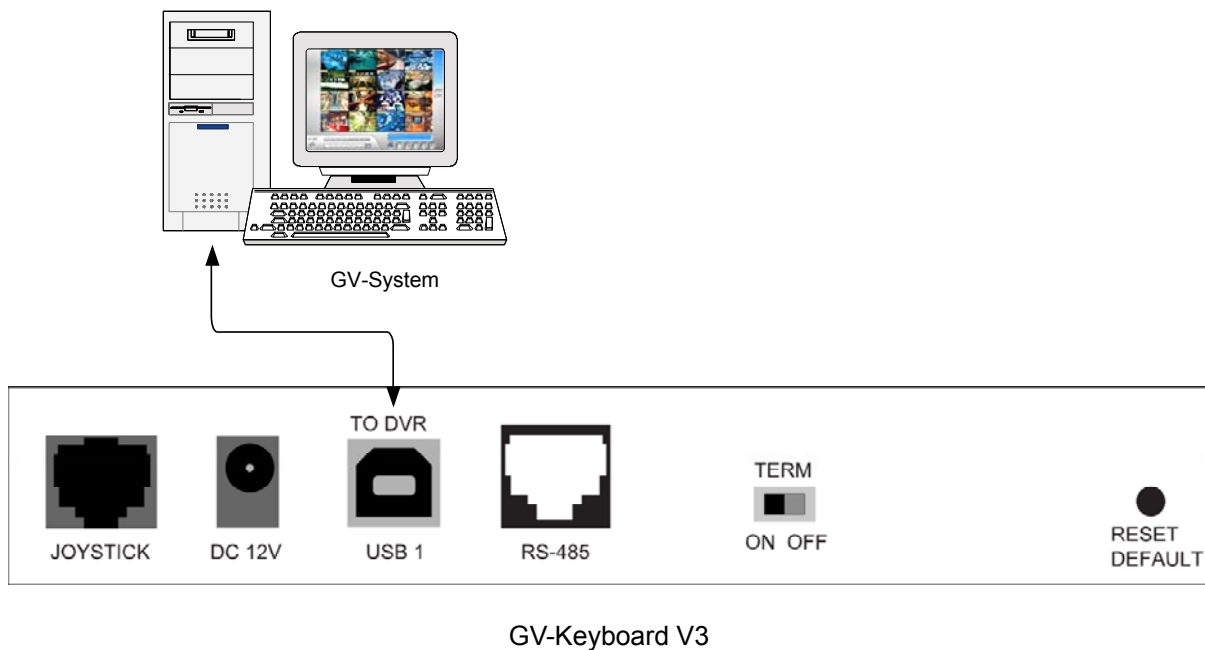 GV-System
TO DVR
TERM
JOYSTICK
DC 12V
USB 1
RS-485
ON OFF
RESET
DEFAULT
GV-Keyboard V3